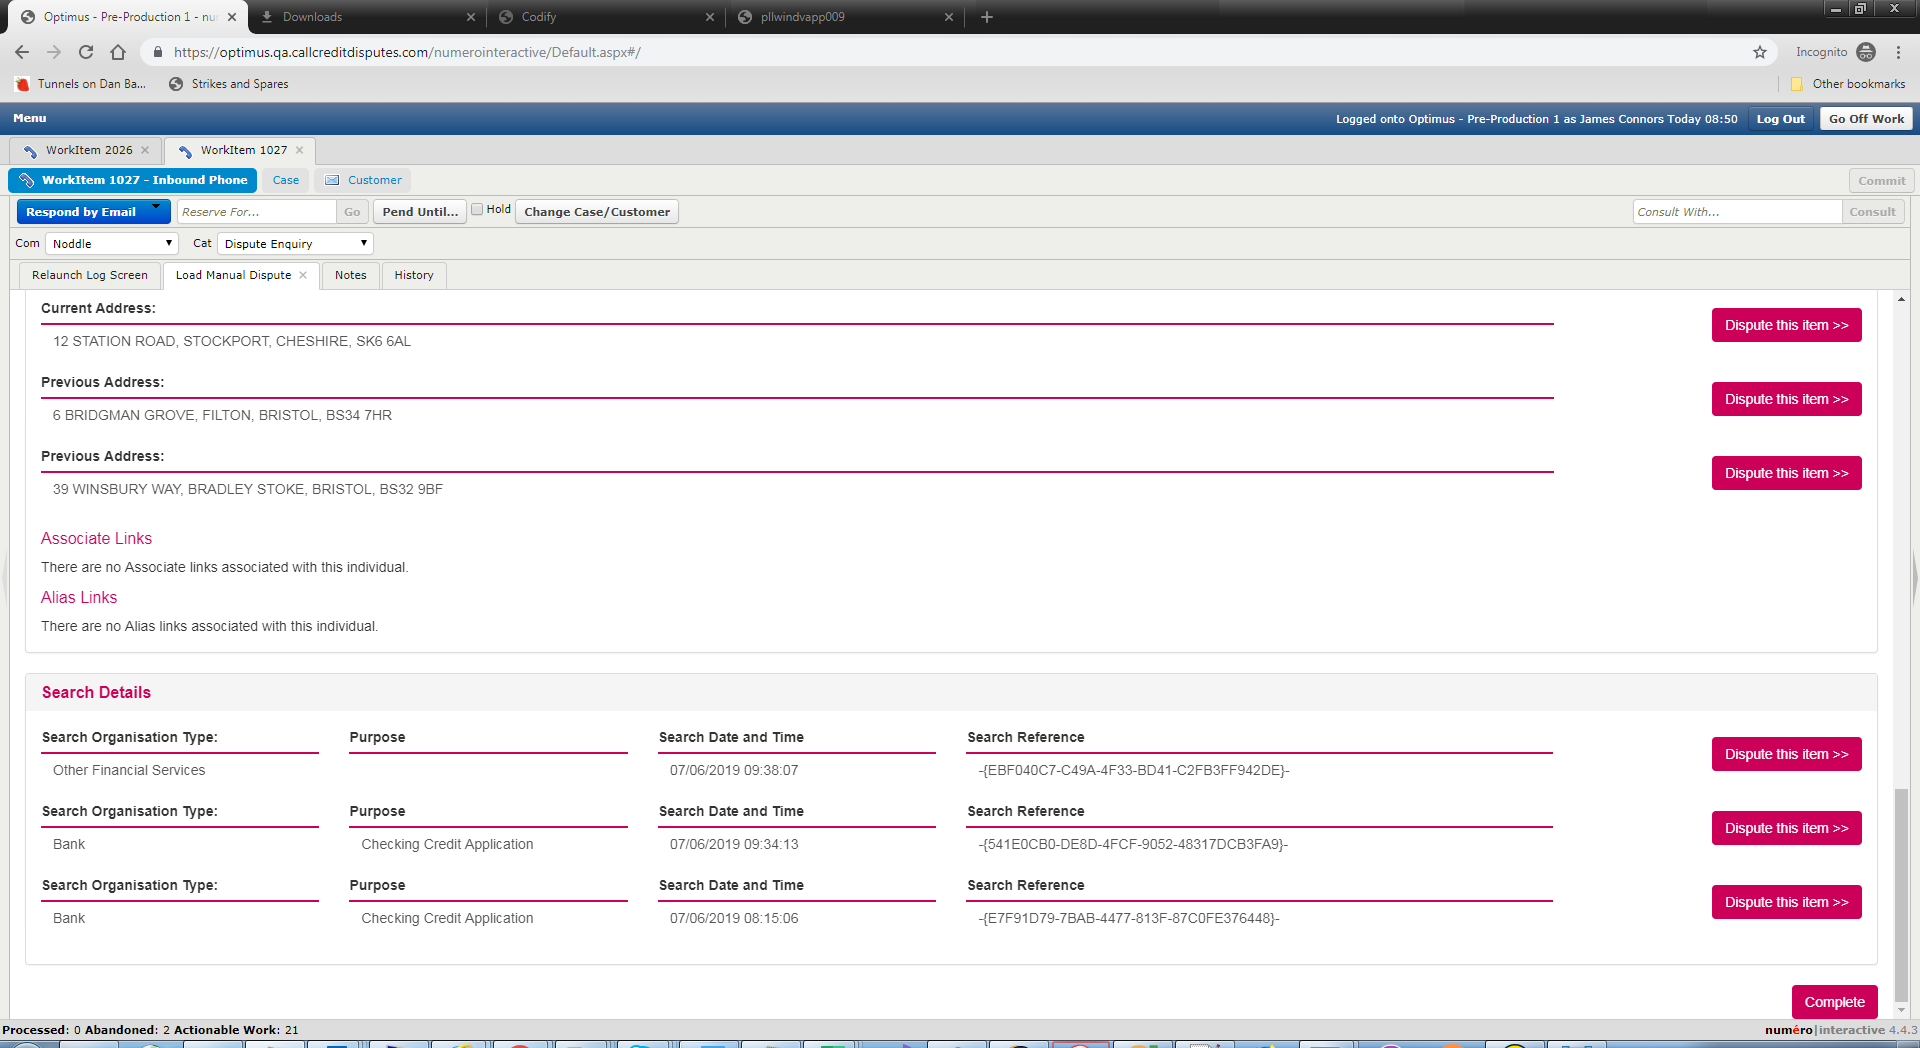 Optimus - Pre-Production 1 - nu
Downloads
Codify
pllwindvapp009
https://optimus.qa.callcreditdisputes.com/numerointeractive/Default.aspx#/
Incognito
Tunnels on Dan Ba...
Strikes and Spares
Other bookmarks
Menu
Logged onto Optimus - Pre-Production 1 as James Connors Today 08:50
Log Out
Go Off Work
WorkItem 2026
WorkItem 1027
WorkItem 1027 - Inbound Phone
Case
Customer
Commit
Respond by Email
Reserve For...
Go
Pend Until...
Hold
Change Case/Customer
Consult With...
Consult
Com
Noddle
Cat
Dispute Enquiry
Relaunch Log Screen
Load Manual Dispute
Notes
History
Current Address:
Dispute this item >>
12 STATION ROAD, STOCKPORT, CHESHIRE, SK6 6AL
Previous Address:
Dispute this item >>
6 BRIDGMAN GROVE, FILTON, BRISTOL, BS34 7HR
Previous Address:
Dispute this item >>
39 WINSBURY WAY, BRADLEY STOKE, BRISTOL, BS32 9BF
Associate Links
There are no Associate links associated with this individual.
Alias Links
There are no Alias links associated with this individual.
Search Details
Search Organisation Type: Purpose Search Date and Time Search Reference
Dispute this item >>
Other Financial Services 07/06/2019 09:38:07 -{EBF040C7-C49A-4F33-BD41-C2FB3FF942DE}-
Search Organisation Type: Purpose Search Date and Time Search Reference
Dispute this item >>
Bank Checking Credit Application 07/06/2019 09:34:13 -{541E0CB0-DE8D-4FCF-9052-48317DCB3FA9}-
Search Organisation Type: Purpose Search Date and Time Search Reference
Dispute this item >>
Bank Checking Credit Application 07/06/2019 08:15:06 -{E7F91D79-7BAB-4477-813F-87C0FE376448}-
Complete
Processed: 0 Abandoned: 2 Actionable Work: 21
numéro|interactive 4.4.3